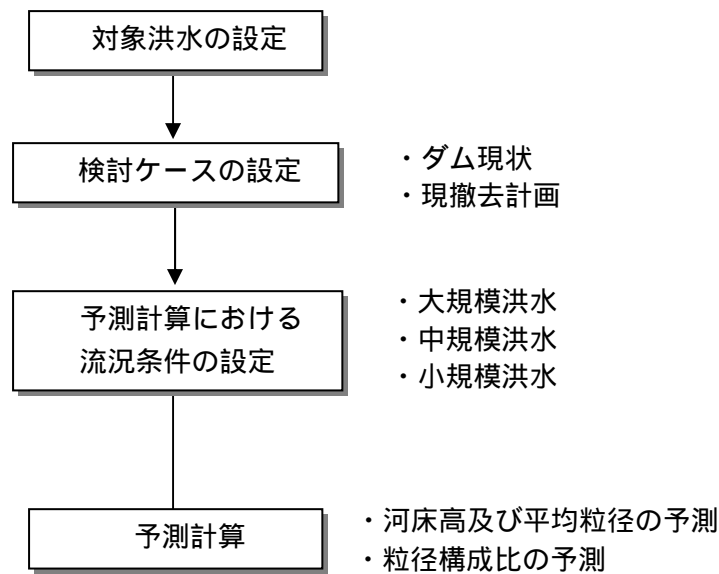 対象洪水の設定
検討ケースの設定
・ダム現状
・現撤去計画
予測計算における
流況条件の設定
・大規模洪水
・中規模洪水
・小規模洪水
予測計算
・河床高及び平均粒径の予測
・粒径構成比の予測